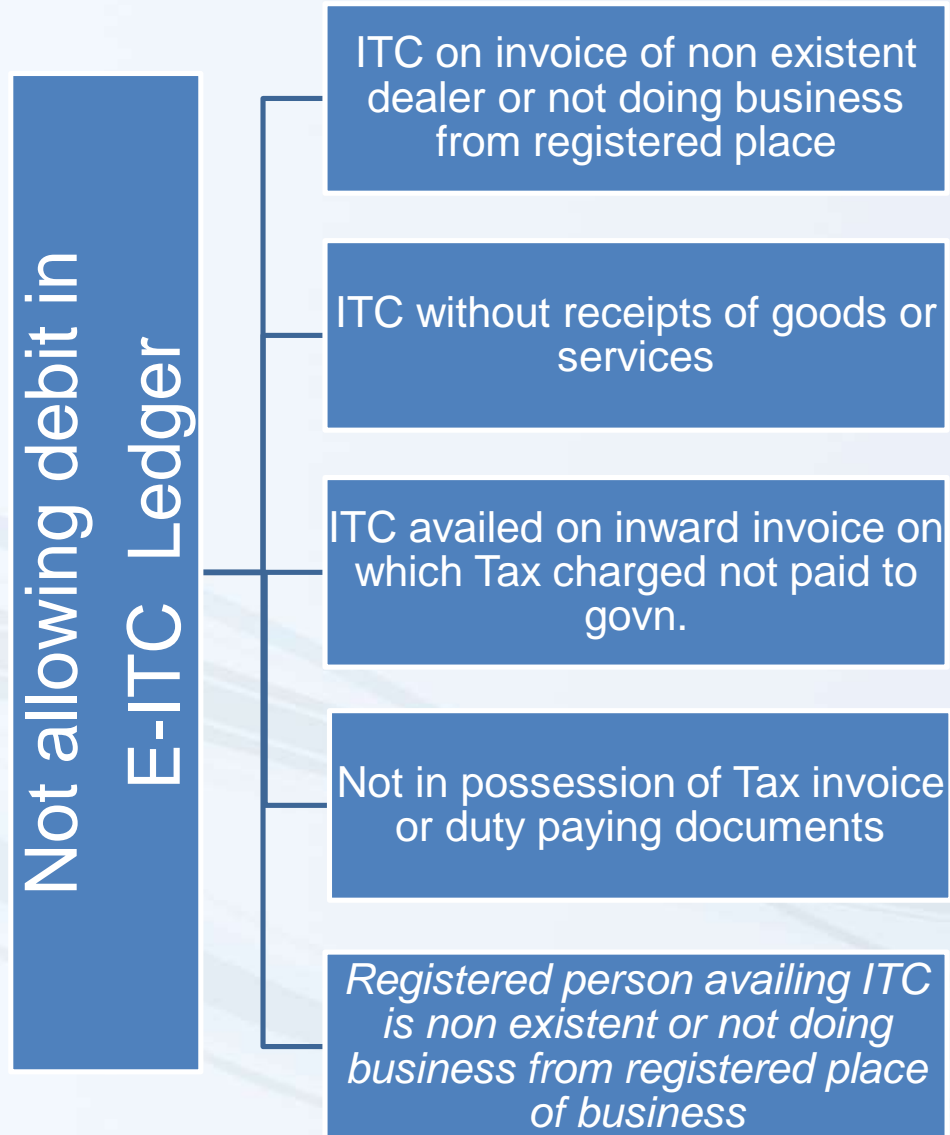 Not allowing debit in
E-ITC Ledger
ITC on invoice of non existent
dealer or not doing business
from registered place
ITC without receipts of goods or
services
ITC availed on inward invoice on
which Tax charged not paid to
govn.
Not in possession of Tax invoice
or duty paying documents
Registered person availing ITC
is non existent or not doing
business from registered place
of business